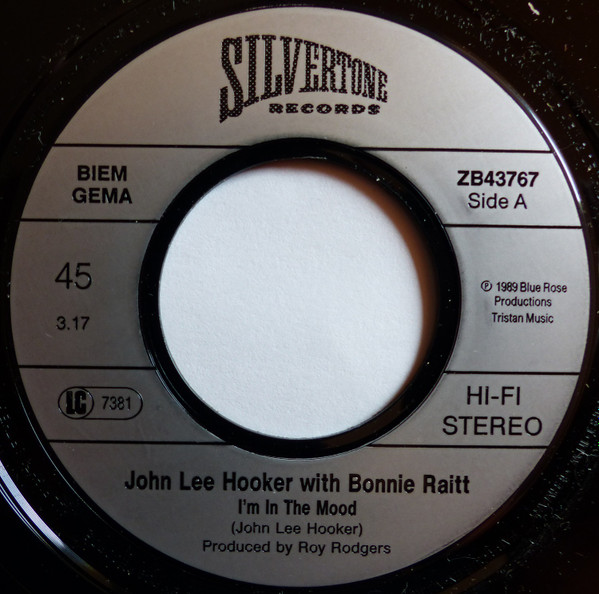 SILVERTONE
RECORDS
BIEM
GEMA
ZB43767
Side A
45
3.17
℗ 1989 Blue Rose
Productions
Tristan Music
LC 7381
HI-FI
STEREO
John Lee Hooker with Bonnie Raitt
I'm In The Mood
(John Lee Hooker)
Produced by Roy Rodgers